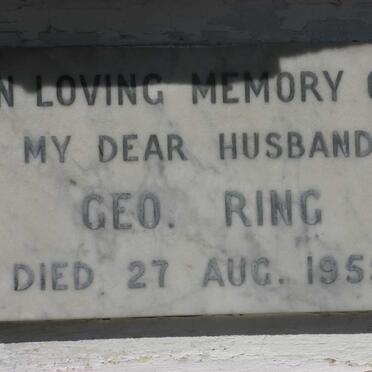 N LOVING MEMORY
MY DEAR HUSBAND
GEO. RING
DIED 27 AUG. 195